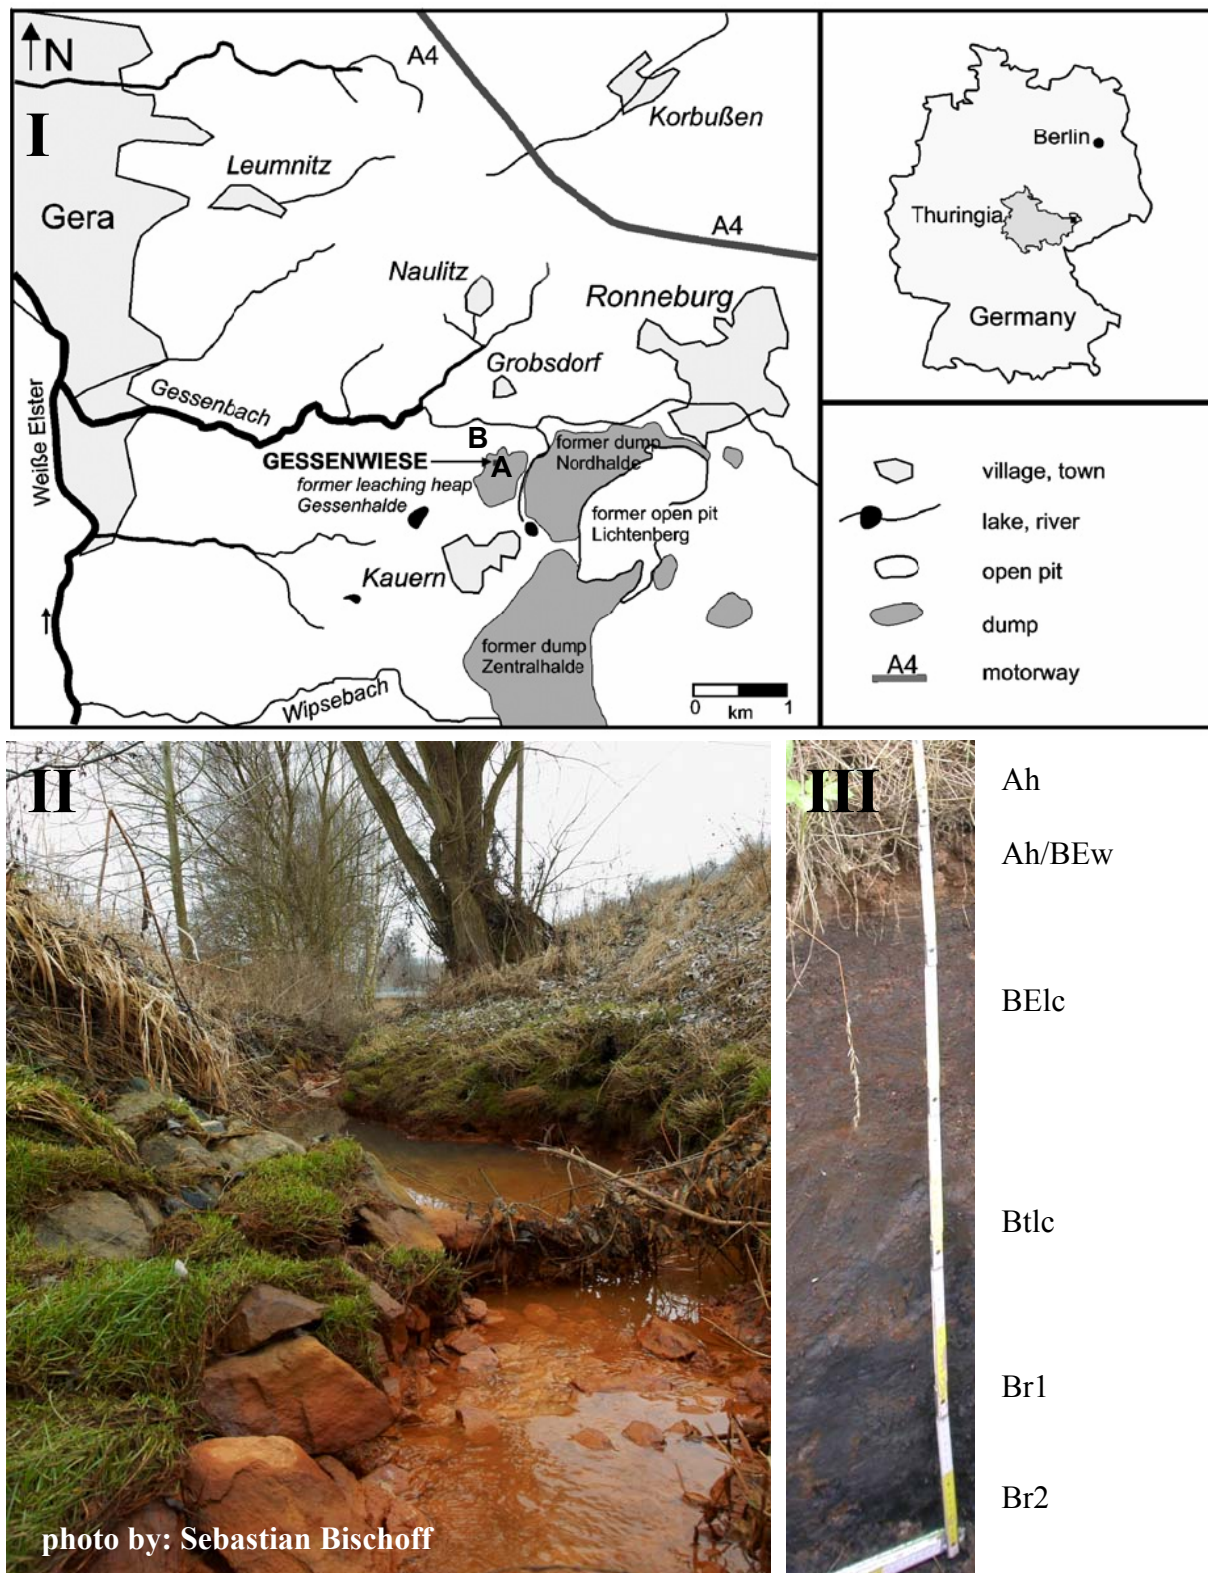 N
I
A4
Korbußen
Leumnitz
Gera
A4
Naulitz
Ronneburg
Grobsdorf
Gessenbach
Weiße Elster
B
GESSENWIESE
A
former leaching heap
Gessenhalde
former dump
Nordhalde
former open pit
Lichtenberg
Kauern
former dump
Zentralhalde
Wipsebach
0 1
km
Berlin
Thuringia
Germany
village, town
lake, river
open pit
dump
A4 motorway
II
photo by: Sebastian Bischoff
III
Ah
Ah/BEw
BElc
Btlc
Br1
Br2